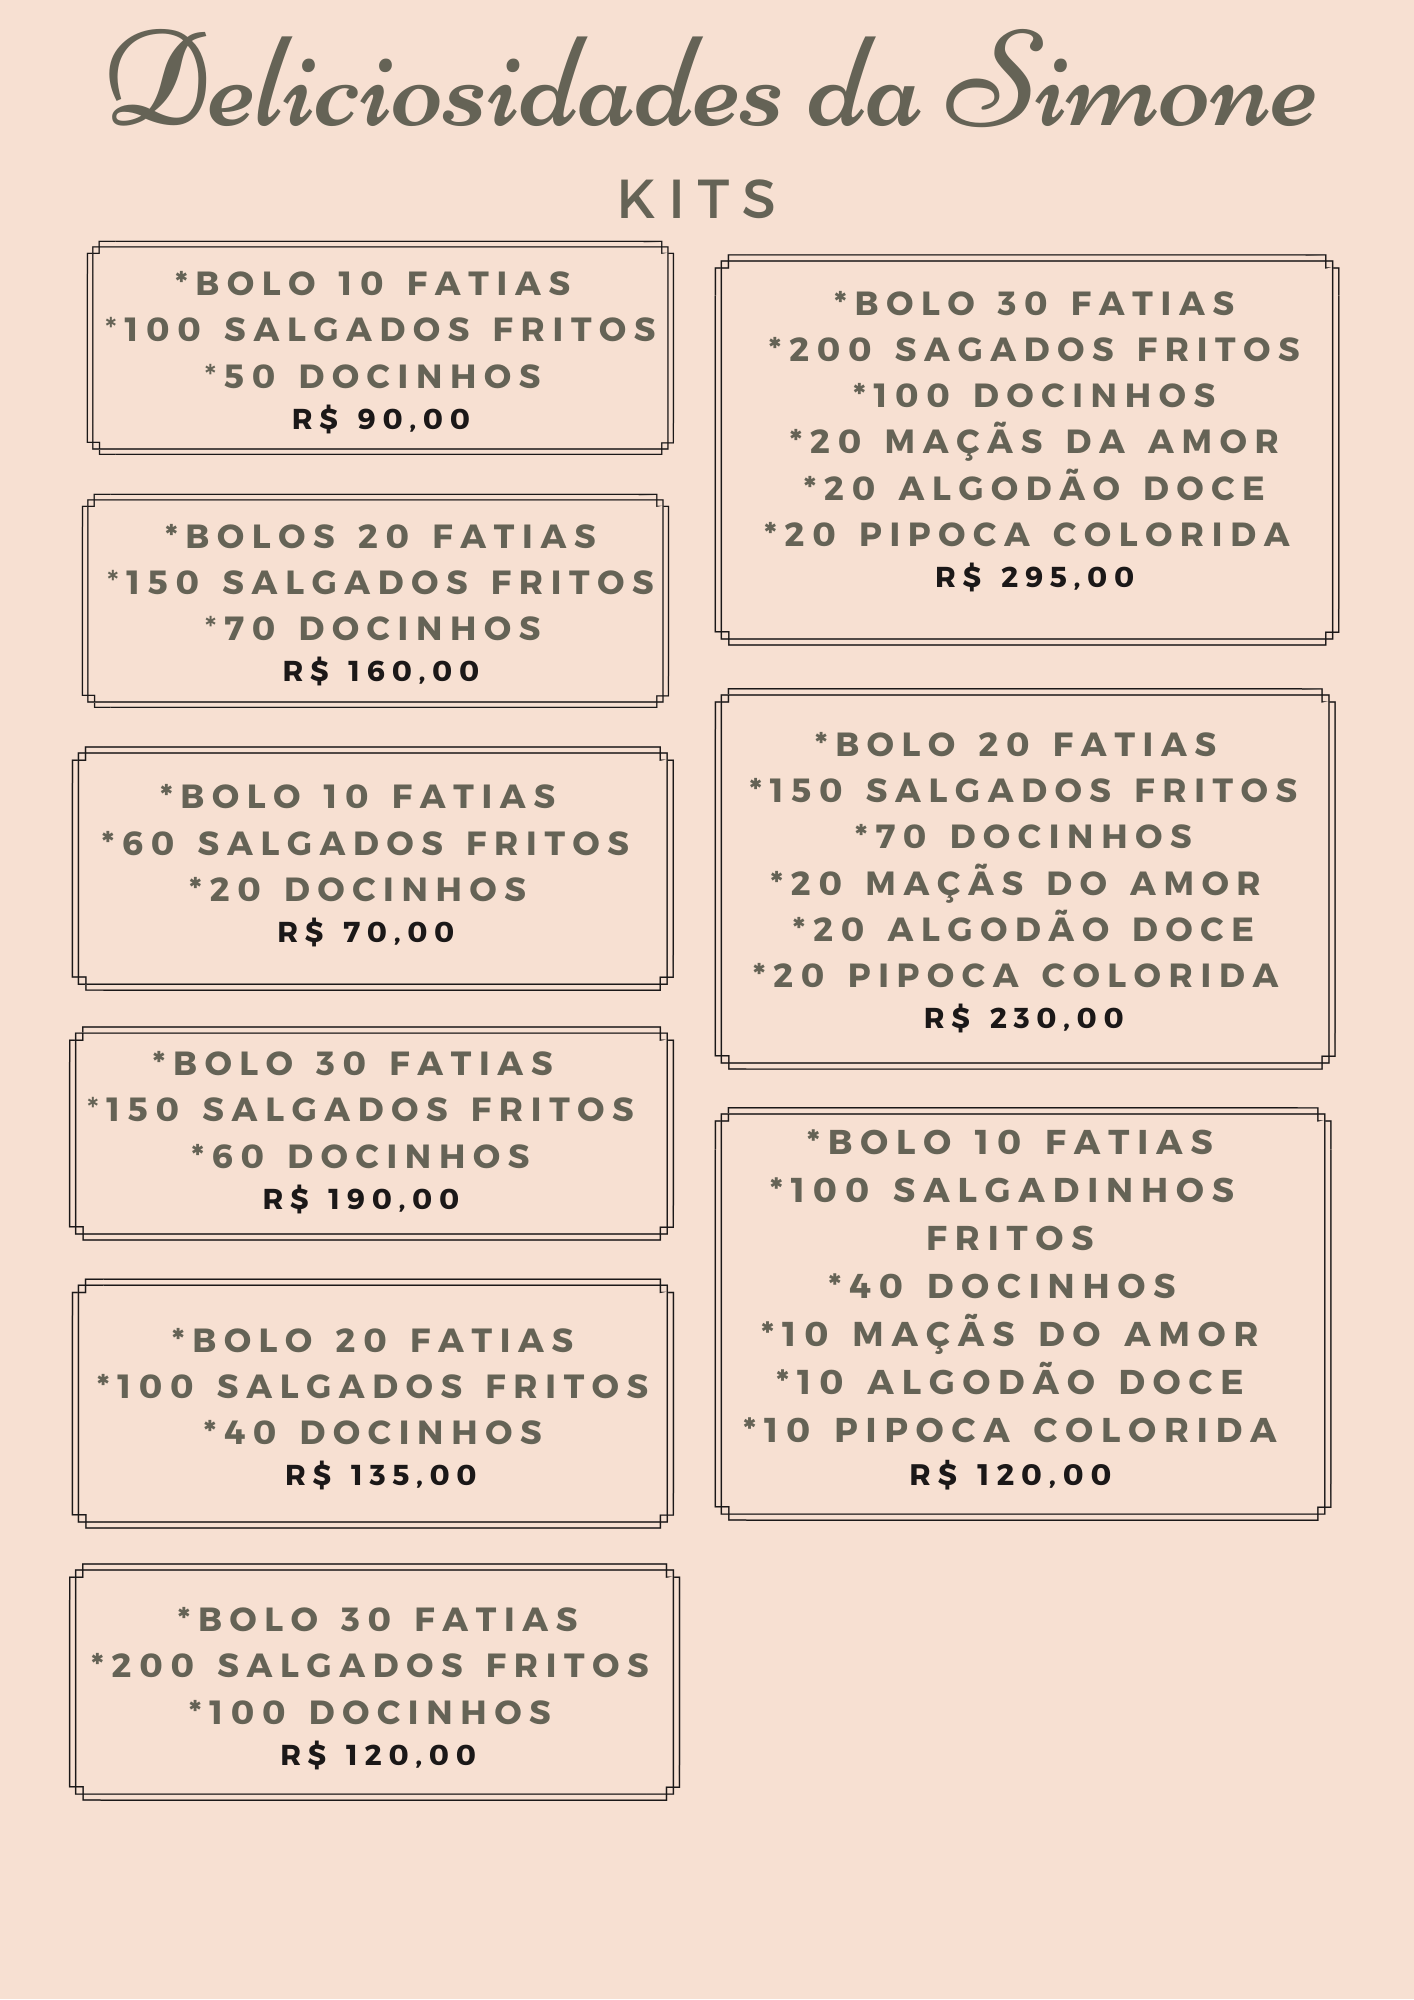 Deliciosidades da Simone
KITS
*BOLO 10 FATIAS
*100 SALGADOS FRITOS
*50 DOCINHOS
R$ 90,00
*BOLOS 20 FATIAS
*150 SALGADOS FRITOS
*70 DOCINHOS
R$ 160,00
*BOLO 10 FATIAS
*60 SALGADOS FRITOS
*20 DOCINHOS
R$ 70,00
*BOLO 30 FATIAS
*150 SALGADOS FRITOS
*60 DOCINHOS
R$ 190,00
*BOLO 20 FATIAS
*100 SALGADOS FRITOS
*40 DOCINHOS
R$ 135,00
*BOLO 30 FATIAS
*200 SALGADOS FRITOS
*100 DOCINHOS
R$ 120,00
*BOLO 30 FATIAS
*200 SAGADOS FRITOS
*100 DOCINHOS
*20 MAÇÃS DA AMOR
*20 ALGODÃO DOCE
*20 PIPOCA COLORIDA
R$ 295,00
*BOLO 20 FATIAS
*150 SALGADOS FRITOS
*70 DOCINHOS
*20 MAÇÃS DO AMOR
*20 ALGODÃO DOCE
*20 PIPOCA COLORIDA
R$ 230,00
*BOLO 10 FATIAS
*100 SALGADINHOS
FRITOS
*40 DOCINHOS
*10 MAÇÃS DO AMOR
*10 ALGODÃO DOCE
*10 PIPOCA COLORIDA
R$ 120,00